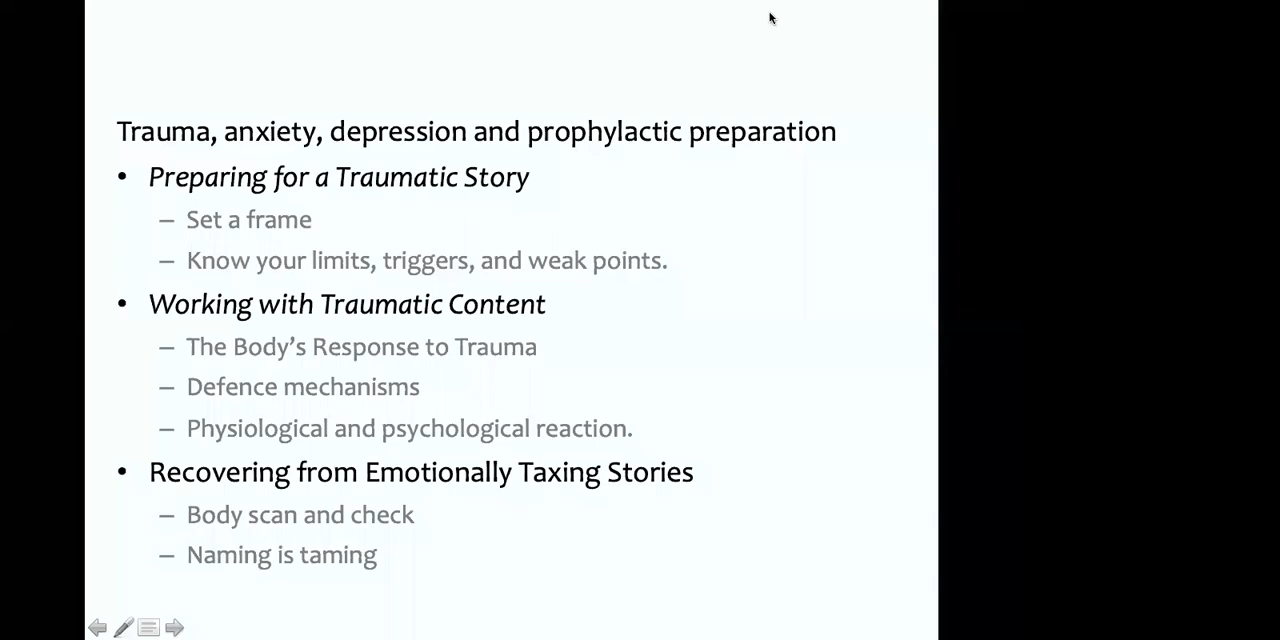 Trauma, anxiety, depression and prophylactic preparation
• Preparing for a Traumatic Story
– Set a frame
– Know your limits, triggers, and weak points.
• Working with Traumatic Content
– The Body’s Response to Trauma
– Defence mechanisms
– Physiological and psychological reaction.
• Recovering from Emotionally Taxing Stories
– Body scan and check
– Naming is taming